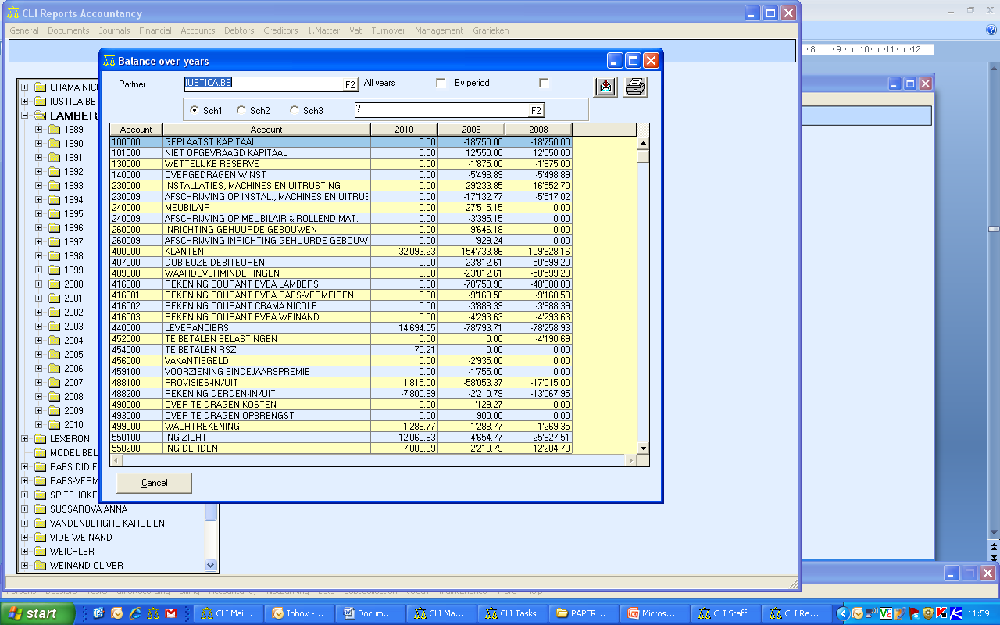 CLI Reports Accountancy
General Documents Journals Financial Accounts Debtors Creditors 1.Matter Vat Turnover Management Grafieken
·8·ı·9·ı·10·ı·11·ı·12·ı
Balance over years
Partner IUSTICA.BE F2 All years By period
Sch1 Sch2 Sch3 ? F2
Account Account 2010 2009 2008
100000 GEPLAATST KAPITAAL 0.00 -18'750.00 -18'750.00
101000 NIET OPGEVRAAGD KAPITAAL 0.00 12'550.00 12'550.00
130000 WETTELIJKE RESERVE 0.00 -1'875.00 -1'875.00
140000 OVERGEDRAGEN WINST 0.00 -5'498.89 -5'498.89
230000 INSTALLATIES, MACHINES EN UITRUSTING 0.00 29'233.85 16'552.70
230009 AFSCHRIJVING OP INSTAL., MACHINES EN UITRUS 0.00 -17'132.77 -5'517.02
240000 MEUBILAIR 0.00 27'515.15 0.00
240009 AFSCHRIJVING OP MEUBILAIR & ROLLEND MAT. 0.00 -3'395.15 0.00
260000 INRICHTING GEHUURDE GEBOUWEN 0.00 9'646.18 0.00
260009 AFSCHRIJVING INRICHTING GEHUURDE GEBOUW 0.00 -1'929.24 0.00
400000 KLANTEN -32'093.23 154'733.86 109'628.16
407000 DUBIEUZE DEBITEUREN 0.00 23'812.61 50'599.20
409000 WAARDEVERMINDERINGEN 0.00 -23'812.61 -50'599.20
416000 REKENING COURANT BVBA LAMBERS 0.00 -78'759.98 -40'000.00
416001 REKENING COURANT BVBA RAES-VERMEIREN 0.00 -9'160.58 -9'160.58
416002 REKENING COURANT CRAMA NICOLE 0.00 -3'888.39 -3'888.39
416003 REKENING COURANT BVBA WEINAND 0.00 -4'293.63 -4'293.63
440000 LEVERANCIERS 14'694.05 -78'793.71 -78'258.93
452000 TE BETALEN BELASTINGEN 0.00 0.00 -4'190.69
454000 TE BETALEN RSZ 70.21 0.00 0.00
456000 VAKANTIEGELD 0.00 -2'935.00 0.00
459100 VOORZIENING EINDEJAARSPREMIE 0.00 -1'755.00 0.00
488100 PROVISIES-IN/UIT 1'815.00 -58'053.37 -17'015.00
488200 REKENING DERDEN-IN/UIT -7'800.69 -2'210.79 -13'067.95
490000 OVER TE DRAGEN KOSTEN 0.00 1'129.27 0.00
493000 OVER TE DRAGEN OPBRENGST 0.00 -900.00 0.00
499000 WACHTREKENING 1'288.77 -1'288.77 -1'269.35
550100 ING ZICHT 12'060.83 4'654.77 25'627.51
550200 ING DERDEN 7'800.69 2'210.79 12'204.70
Cancel
CRAMA NICO
IUSTICA.BE
LAMBER
1989
1990
1991
1992
1993
1994
1995
1996
1997
1998
1999
2000
2001
2002
2003
2004
2005
2006
2007
2008
2009
2010
LEXBRON
MODEL BEL
RAES DIDIE
RAES-VERM
SPITS JOKE
SUSSAROVA ANNA
VANDENBERGHE KAROLIEN
VIDE WEINAND
WEICHLER
WEINAND OLIVER
start CLI Mai... Inbox -... Docum... CLI Ma... CLI Tasks PAPER... Micros... CLI Staff CLI Re... 11:59